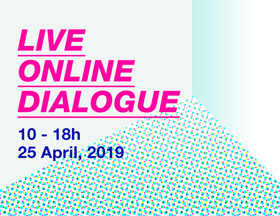 LIVE
ONLINE
DIALOGUE
10 - 18h
25 April, 2019